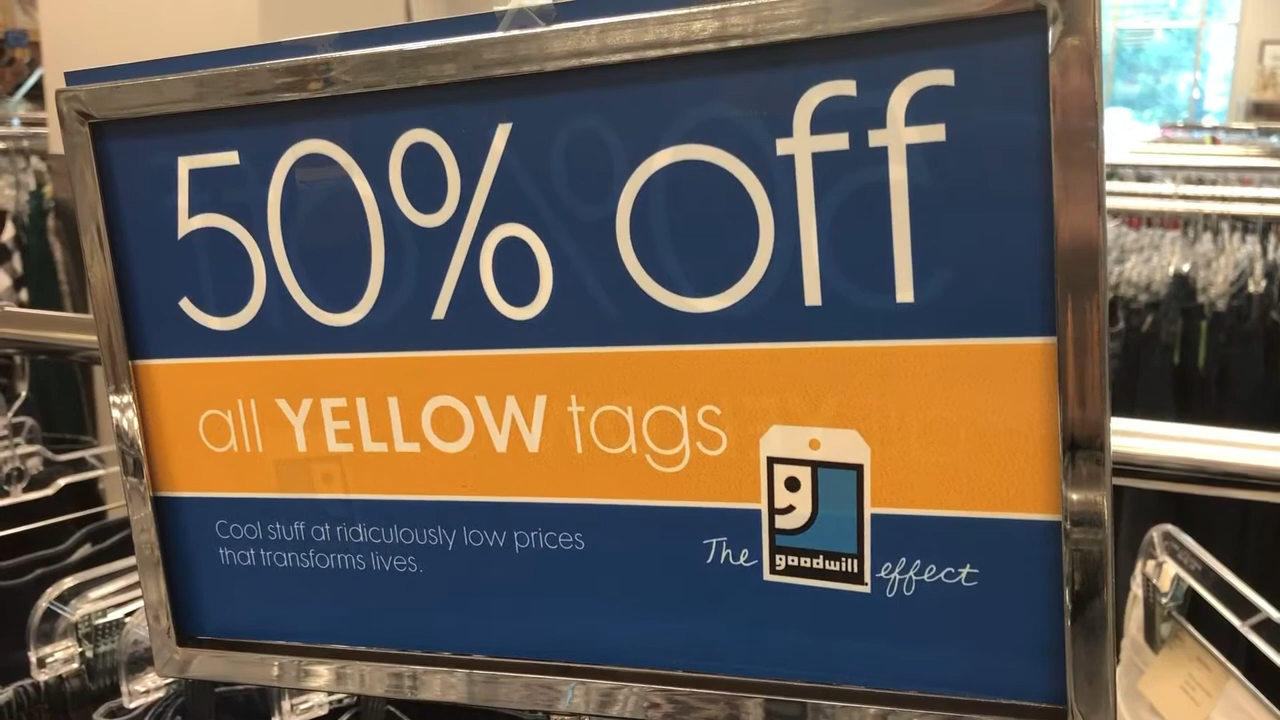 50% off
all YELLOW tags
Cool stuff at ridiculously low prices
that transforms lives.
The goodwill effect